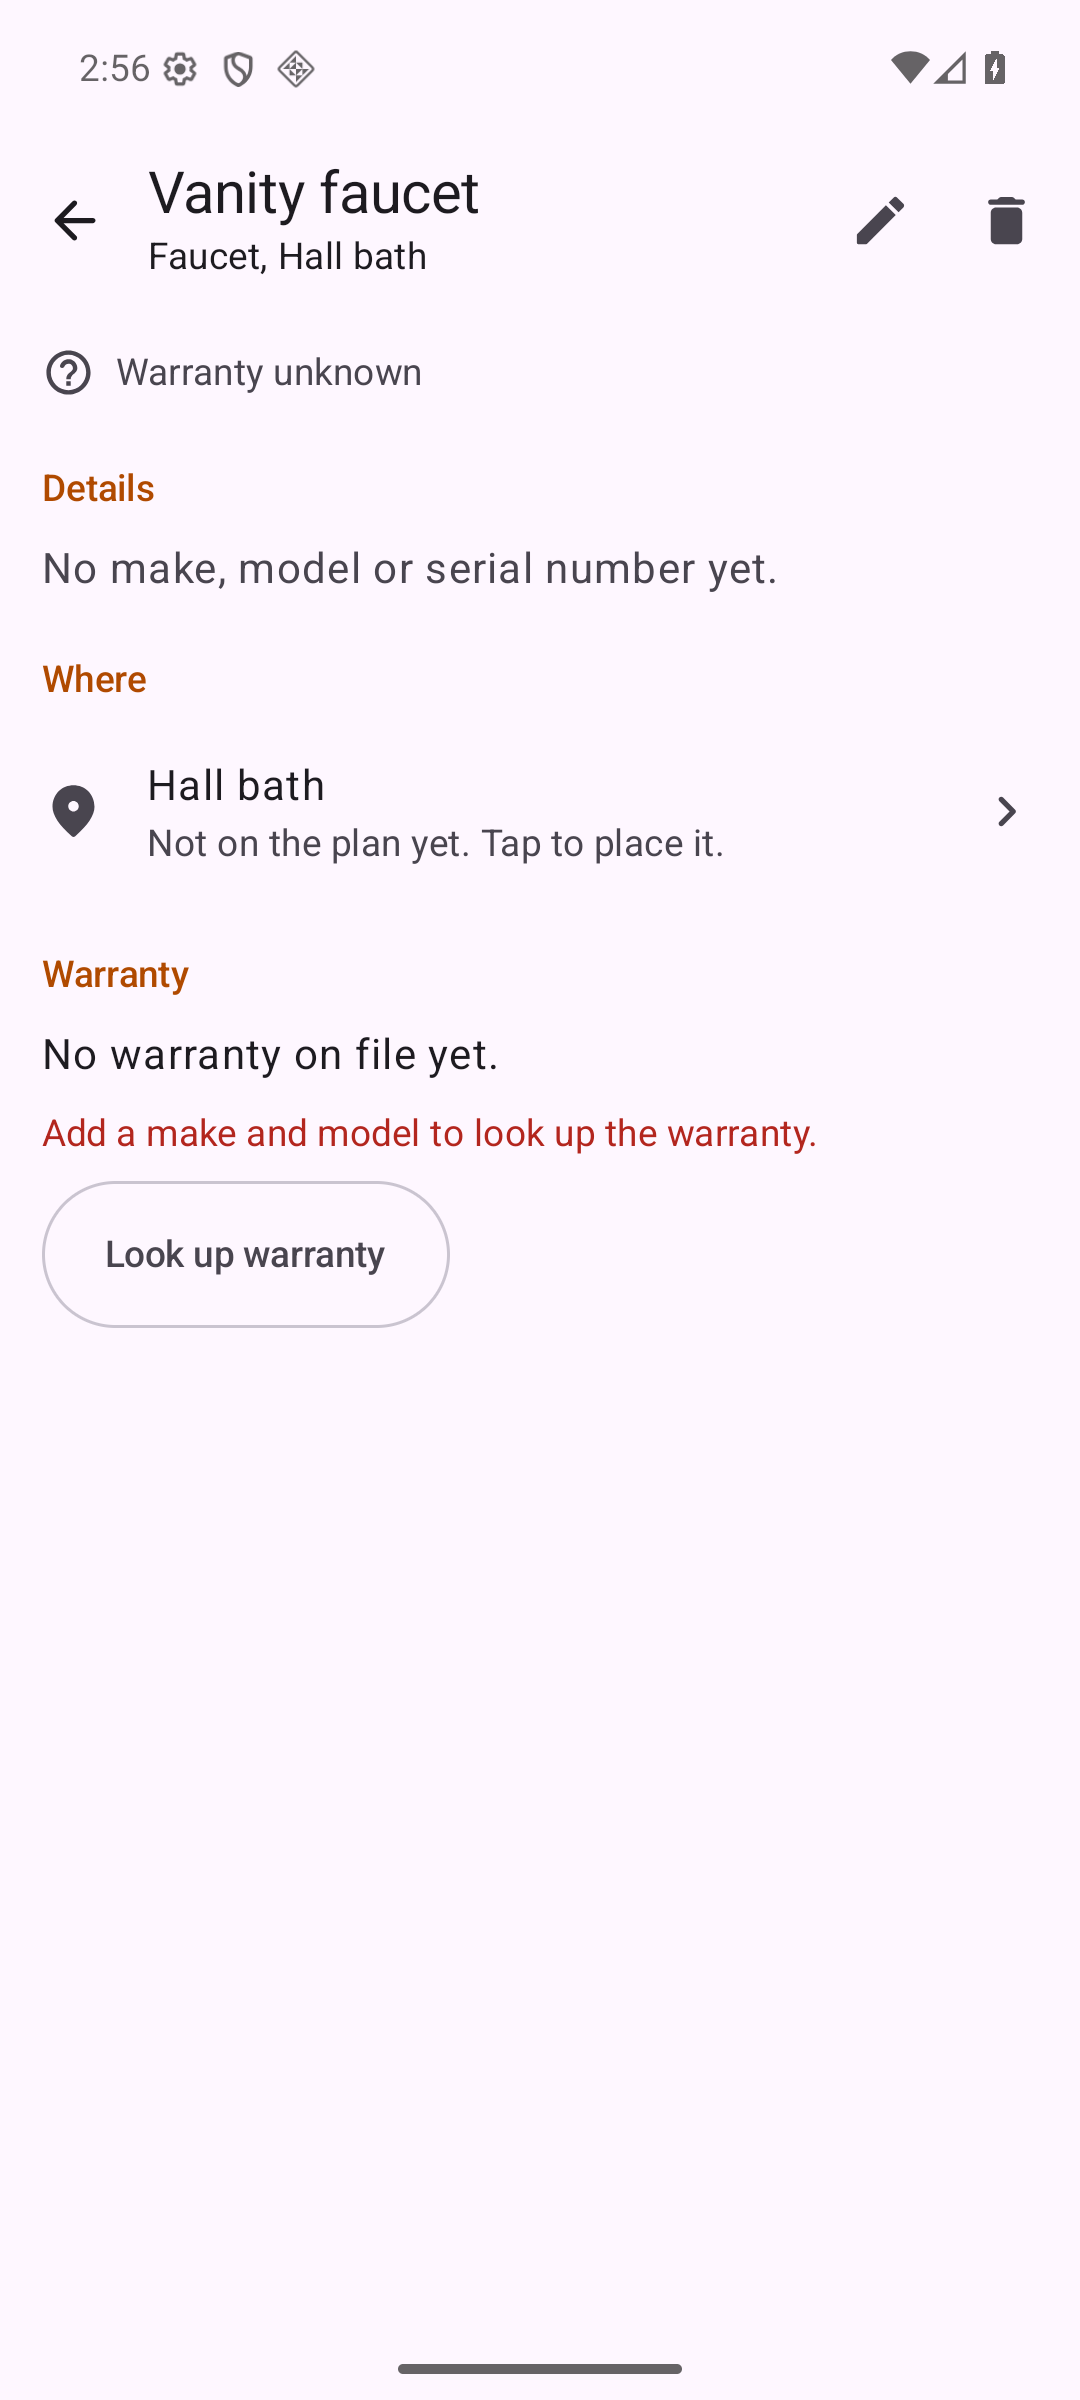 2:56
Vanity faucet
Faucet, Hall bath
Warranty unknown
Details
No make, model or serial number yet.
Where
Hall bath
Not on the plan yet. Tap to place it.
Warranty
No warranty on file yet.
Add a make and model to look up the warranty.
Look up warranty